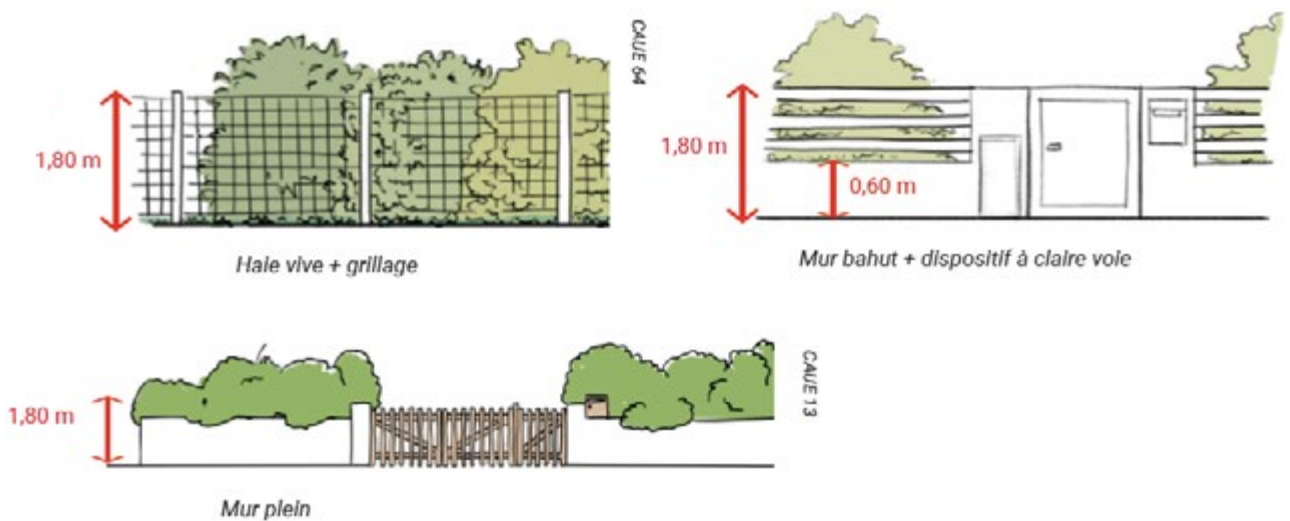 CAUE 64
1,80 m
Haie vive + grillage
1,80 m
0,60 m
Mur bahut + dispositif à claire voie
1,80 m
CAUE 13
Mur plein